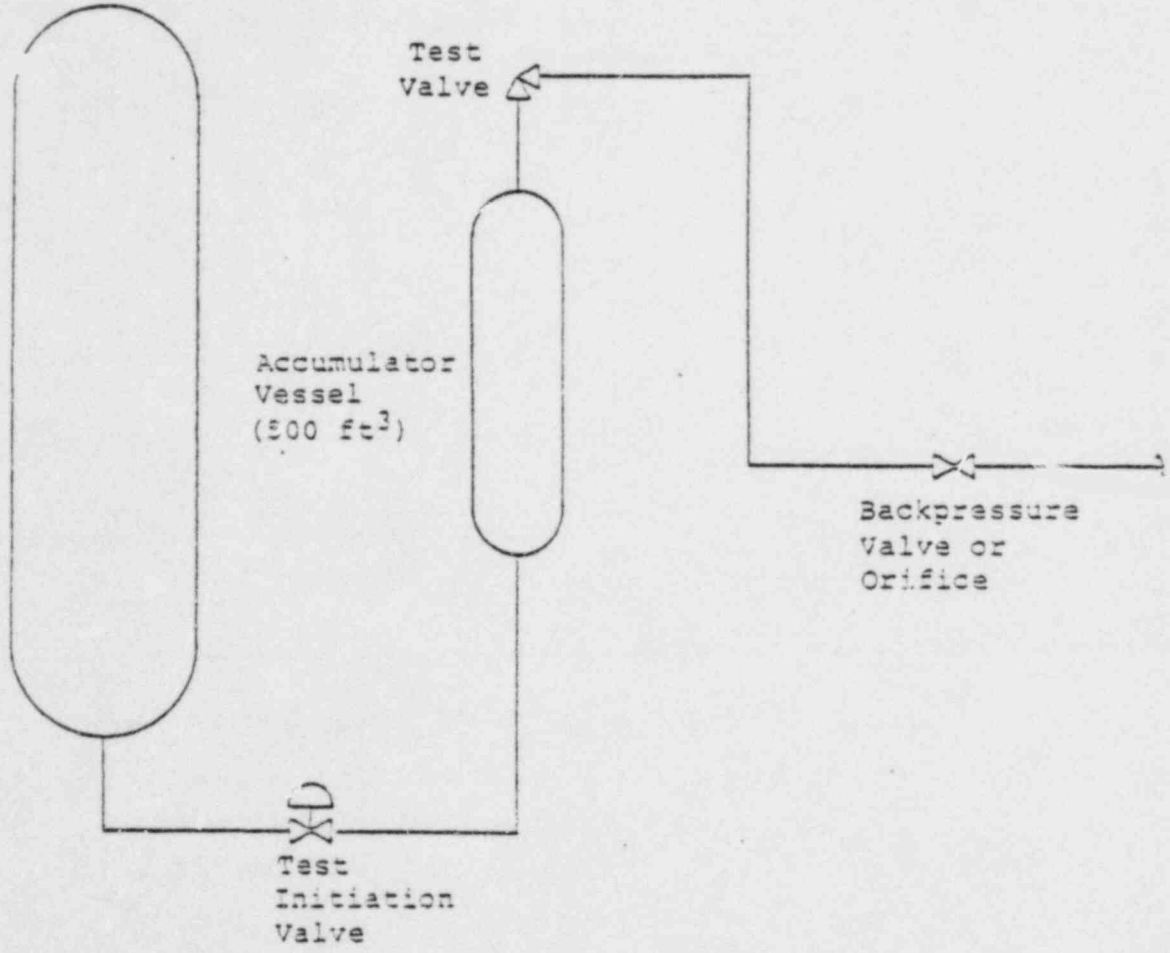 Test
Valve
Accumulator
Vessel
(500 ft³)
Backpressure
Valve or
Orifice
Test
Initiation
Valve